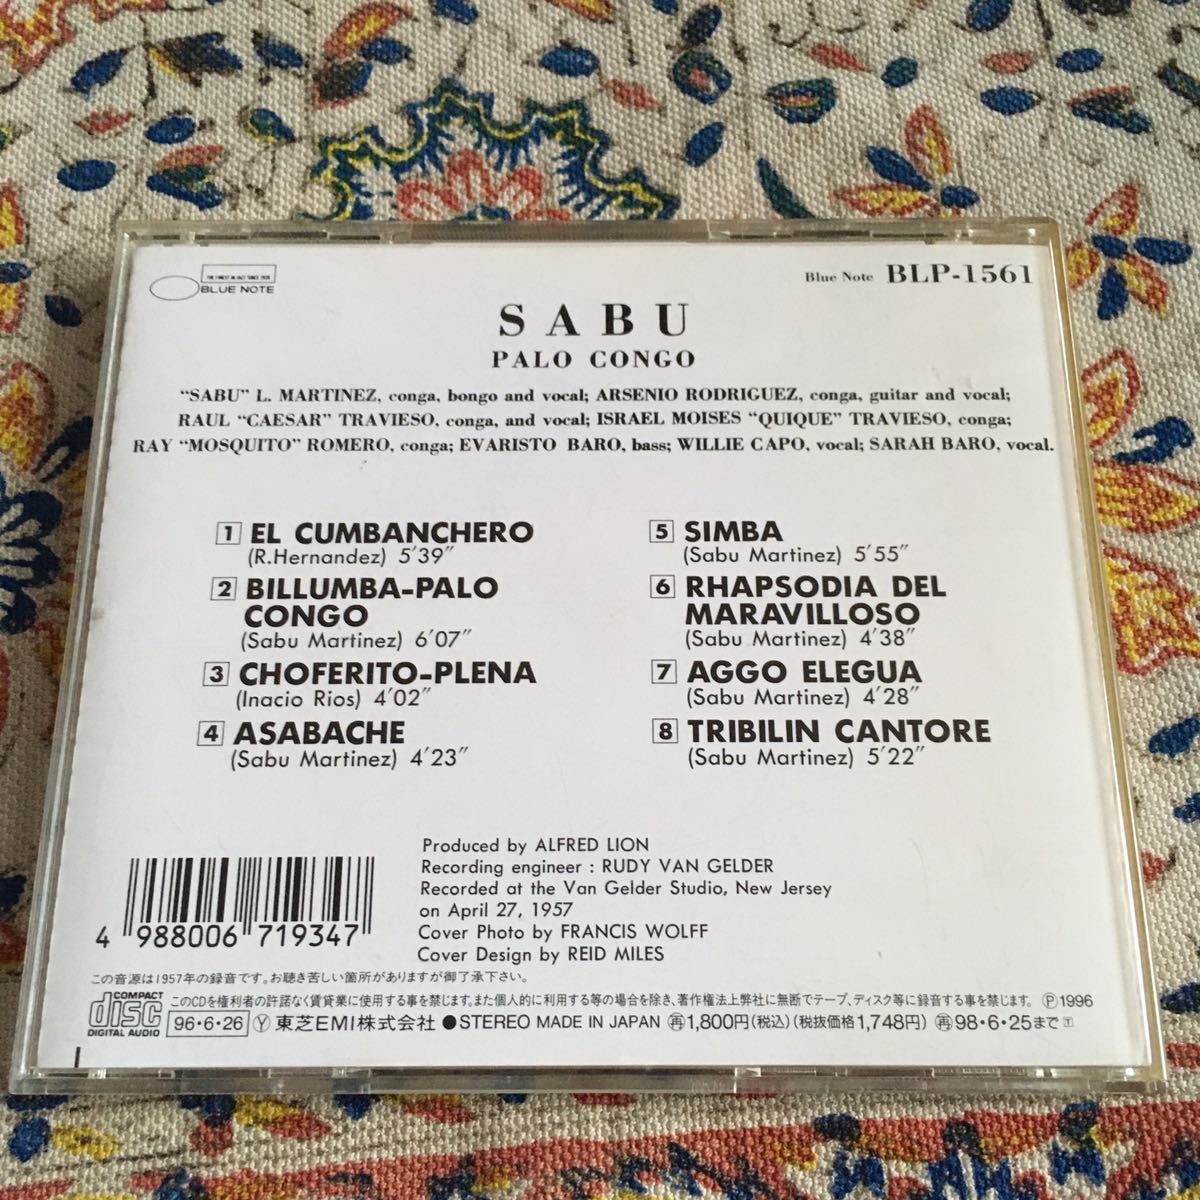 THE FINEST IN JAZZ SINCE 1939
BLUE NOTE
Blue Note BLP-1561
SABU
PALO CONGO
“SABU” L. MARTINEZ, conga, bongo and vocal; ARSENIO RODRIGUEZ, conga, guitar and vocal;
RAUL “CAESAR” TRAVIESO, conga, and vocal; ISRAEL MOISES “QUIQUE” TRAVIESO, conga;
RAY “MOSQUITO” ROMERO, conga; EVARISTO BARO, bass; WILLIE CAPO, vocal; SARAH BARO, vocal.
1 EL CUMBANCHERO
(R.Hernandez) 5′39″
2 BILLUMBA-PALO
CONGO
(Sabu Martinez) 6′07″
3 CHOFERITO-PLENA
(Inacio Rios) 4′02″
4 ASABACHE
(Sabu Martinez) 4′23″
5 SIMBA
(Sabu Martinez) 5′55″
6 RHAPSODIA DEL
MARAVILLOSO
(Sabu Martinez) 4′38″
7 AGGO ELEGUA
(Sabu Martinez) 4′28″
8 TRIBILIN CANTORE
(Sabu Martinez) 5′22″
Produced by ALFRED LION
Recording engineer : RUDY VAN GELDER
Recorded at the Van Gelder Studio, New Jersey
on April 27, 1957
Cover Photo by FRANCIS WOLFF
Cover Design by REID MILES
4 988006 719347
この音源は1957年の録音です。お聴き苦しい箇所がありますが御了承下さい。
COMPACT disc DIGITAL AUDIO
このCDを権利者の許諾なく賃貸業に使用する事を禁じます。また個人的に利用する等の場合を除き、著作権法上弊社に無断でテープ、ディスク等に録音する事を禁じます。 Ⓟ1996
96・6・26 Ⓨ 東芝EMI株式会社 ●STEREO MADE IN JAPAN ㊣1,800円(税込)(税抜価格1,748円) ㊣98・6・25まで